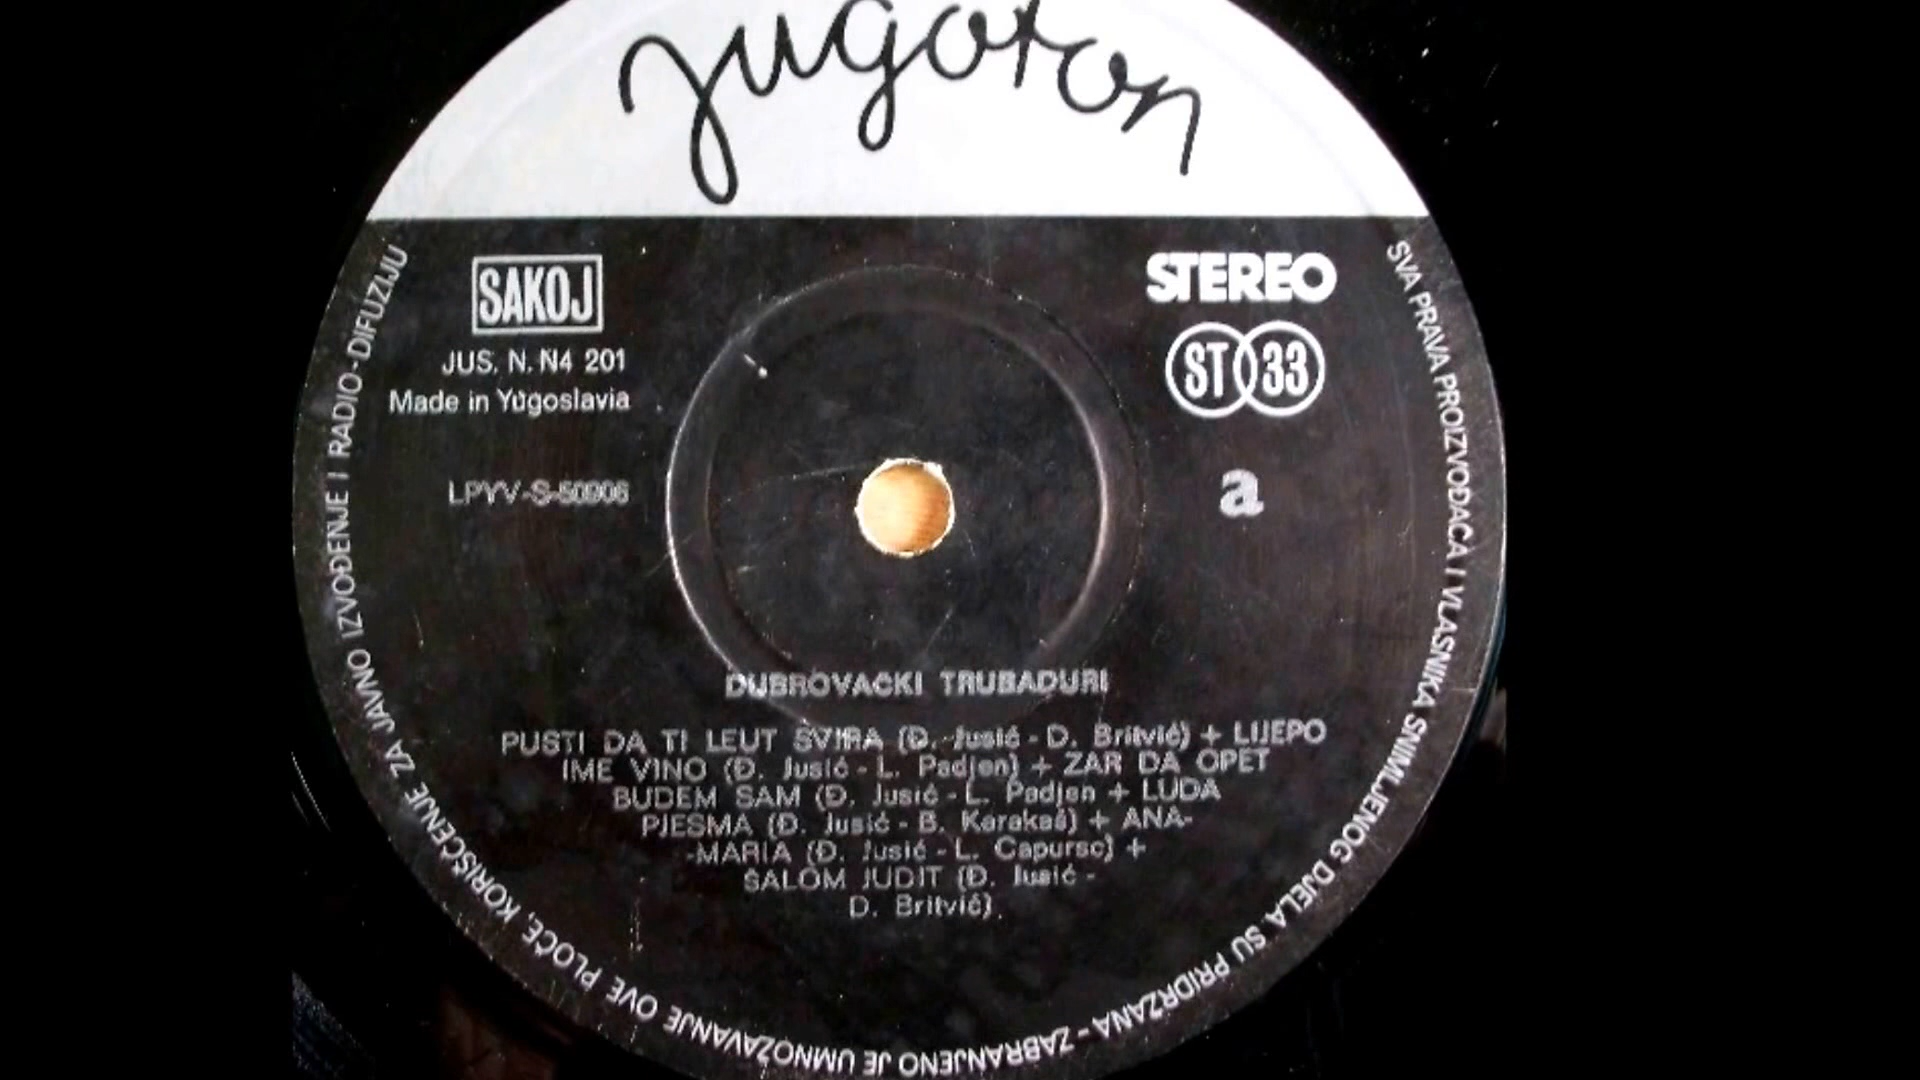 jugoton
SAKOJ
JUS. N. N4 201
Made in Yugoslavia
LPYV-S-50906
STEREO
ST 33
a
DUBROVAČKI TRUBADURI
PUSTI DA TI LEUT SVIRA (Đ. Jusić - D. Britvić) + LIJEPO
IME VINO (Đ. Jusić - L. Padjen) + ZAR DA OPET
BUDEM SAM (Đ. Jusić - L. Padjen + LUDA
PJESMA (Đ. Jusić - B. Karakaš) + ANA-
-MARIA (Đ. Jusić - L. Capursc) +
ŠALOM JUDIT (Đ. Jusić -
D. Britvić).
SVA PRAVA PROIZVOĐAČA I VLASNIKA SNIMLJENOG DJELA SU PRIDRŽANA - ZABRANJENO JE UMNOŽAVANJE OVE PLOČE, KORIŠĆENJE ZA JAVNO IZVOĐENJE I RADIO-DIFUZIJU